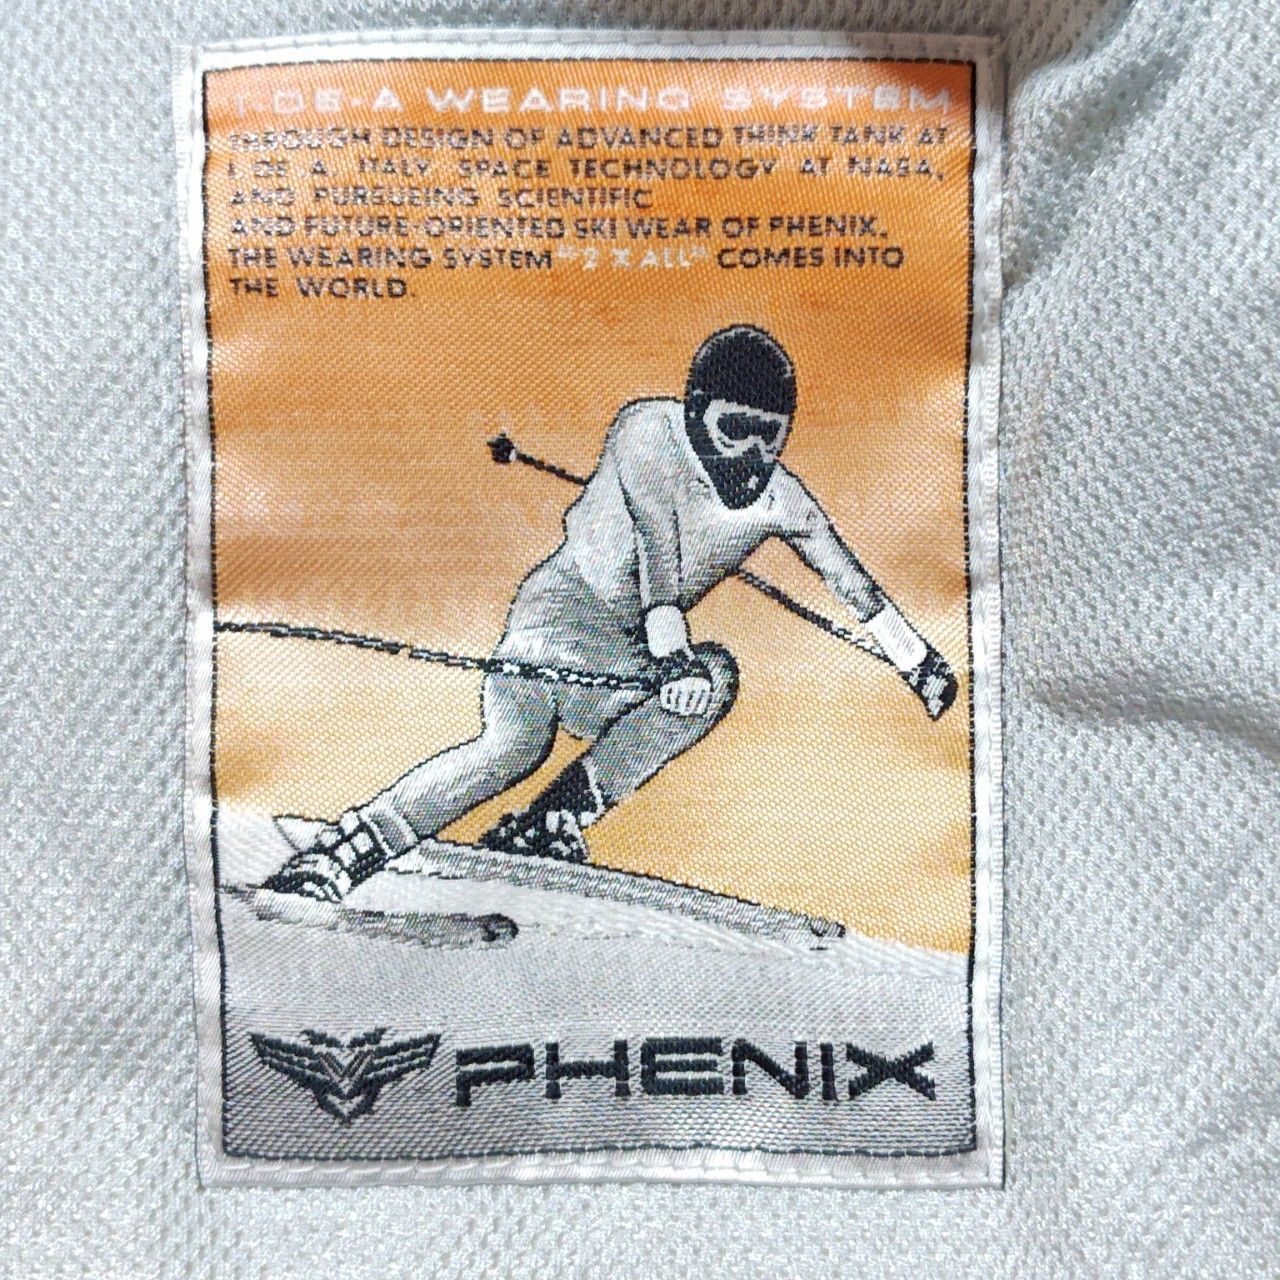 I·DE·A WEARING SYSTEM
THROUGH DESIGN OF ADVANCED THINK TANK AT
I. DE A. ITALY. SPACE TECHNOLOGY AT NASA,
AND PURSUEING SCIENTIFIC
AND FUTURE-ORIENTED SKI WEAR OF PHENIX.
THE WEARING SYSTEM "2 X ALL" COMES INTO
THE WORLD.
PHENIX